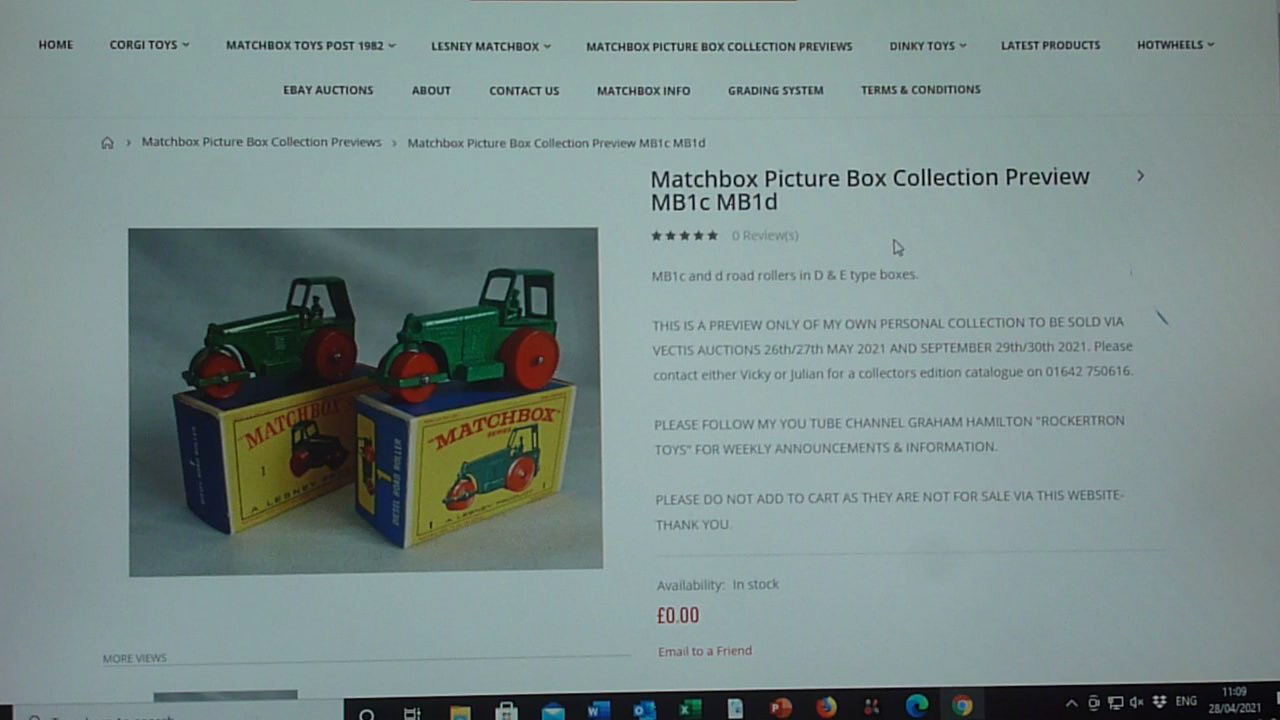 HOME CORGI TOYS MATCHBOX TOYS POST 1982 LESNEY MATCHBOX MATCHBOX PICTURE BOX COLLECTION PREVIEWS DINKY TOYS LATEST PRODUCTS HOTWHEELS
EBAY AUCTIONS ABOUT CONTACT US MATCHBOX INFO GRADING SYSTEM TERMS & CONDITIONS
Matchbox Picture Box Collection Previews > Matchbox Picture Box Collection Preview MB1c MB1d
Matchbox Picture Box Collection Preview
MB1c MB1d
0 Review(s)
MB1c and d road rollers in D & E type boxes.
THIS IS A PREVIEW ONLY OF MY OWN PERSONAL COLLECTION TO BE SOLD VIA
VECTIS AUCTIONS 26th/27th MAY 2021 AND SEPTEMBER 29th/30th 2021. Please
contact either Vicky or Julian for a collectors edition catalogue on 01642 750616.
PLEASE FOLLOW MY YOU TUBE CHANNEL GRAHAM HAMILTON "ROCKERTRON
TOYS" FOR WEEKLY ANNOUNCEMENTS & INFORMATION.
PLEASE DO NOT ADD TO CART AS THEY ARE NOT FOR SALE VIA THIS WEBSITE-
THANK YOU.
Availability: In stock
£0.00
Email to a Friend
"MATCHBOX"
1
A LESNEY
"MATCHBOX"
SERIES
DIESEL ROAD ROLLER
1
1
A LESNEY PRODUCT
1
MORE VIEWS
ENG
11:09
28/04/2021